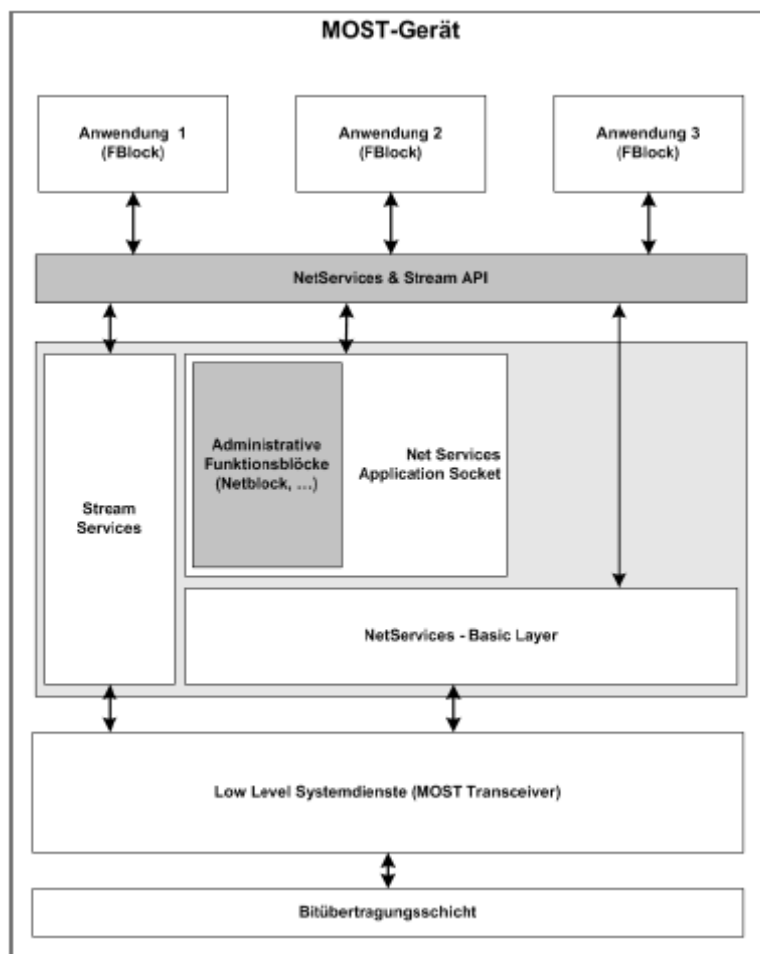 MOST-Gerät
Anwendung 1
(FBlock)
Anwendung 2
(FBlock)
Anwendung 3
(FBlock)
NetServices & Stream API
Stream
Services
Administrative
Funktionsblöcke
(Netblock, ...)
Net Services
Application Socket
NetServices - Basic Layer
Low Level Systemdienste (MOST Transceiver)
Bitübertragungsschicht